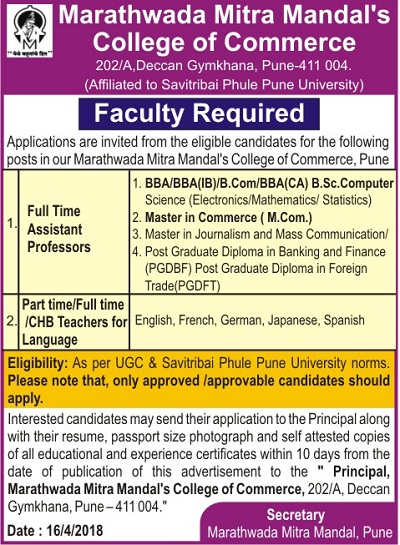 Marathwada Mitra Mandal's
College of Commerce
202/A,Deccan Gymkhana, Pune-411 004.
(Affiliated to Savitribai Phule Pune University)
Faculty Required
Applications are invited from the eligible candidates for the following
posts in our Marathwada Mitra Mandal's College of Commerce, Pune
1. Full Time
Assistant
Professors
1. BBA/BBA(IB)/B.Com/BBA(CA) B.Sc.Computer
Science (Electronics/Mathematics/ Statistics)
2. Master in Commerce ( M.Com.)
3. Master in Journalism and Mass Communication/
4. Post Graduate Diploma in Banking and Finance
(PGDBF) Post Graduate Diploma in Foreign
Trade(PGDFT)
2. Part time/Full time
/CHB Teachers for
Language
English, French, German, Japanese, Spanish
Eligibility: As per UGC & Savitribai Phule Pune University norms.
Please note that, only approved /approvable candidates should
apply.
Interested candidates may send their application to the Principal along
with their resume, passport size photograph and self attested copies
of all educational and experience certificates within 10 days from the
date of publication of this advertisement to the " Principal,
Marathwada Mitra Mandal's College of Commerce, 202/A, Deccan
Gymkhana, Pune – 411 004."
Date : 16/4/2018
Secretary
Marathwada Mitra Mandal, Pune